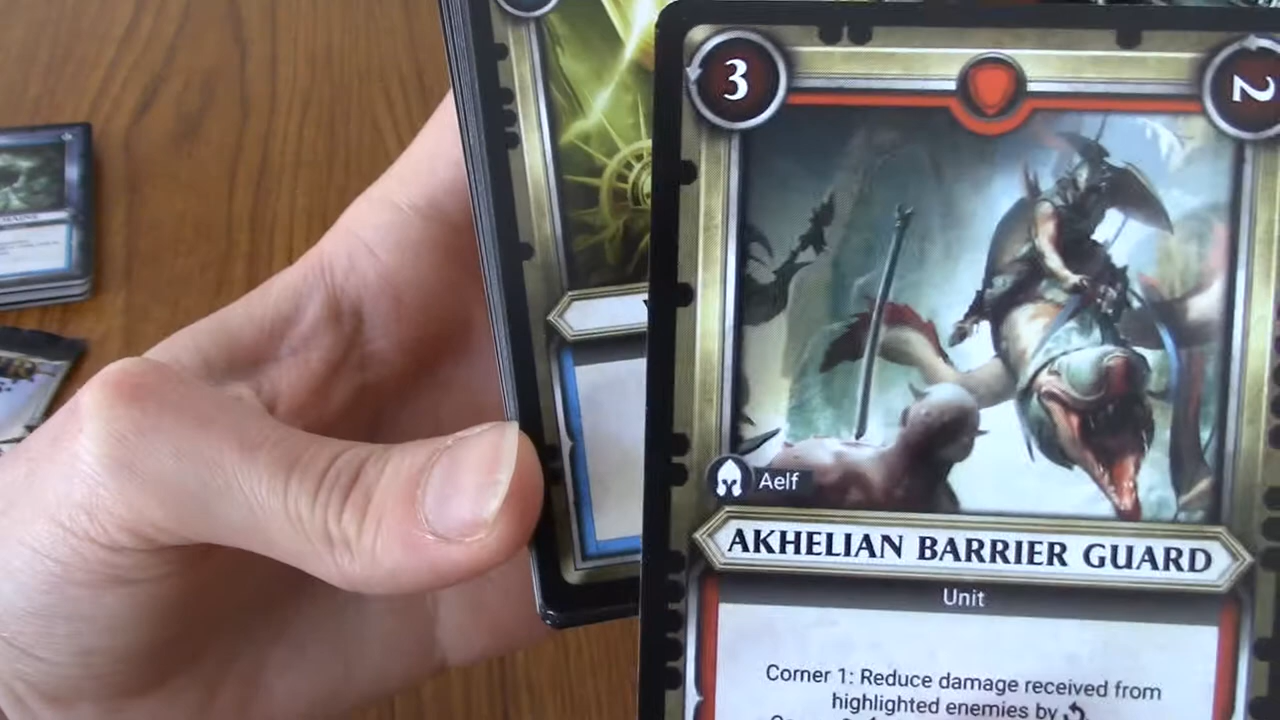 3
2
Aelf
AKHELIAN BARRIER GUARD
Unit
Corner 1: Reduce damage received from
highlighted enemies by